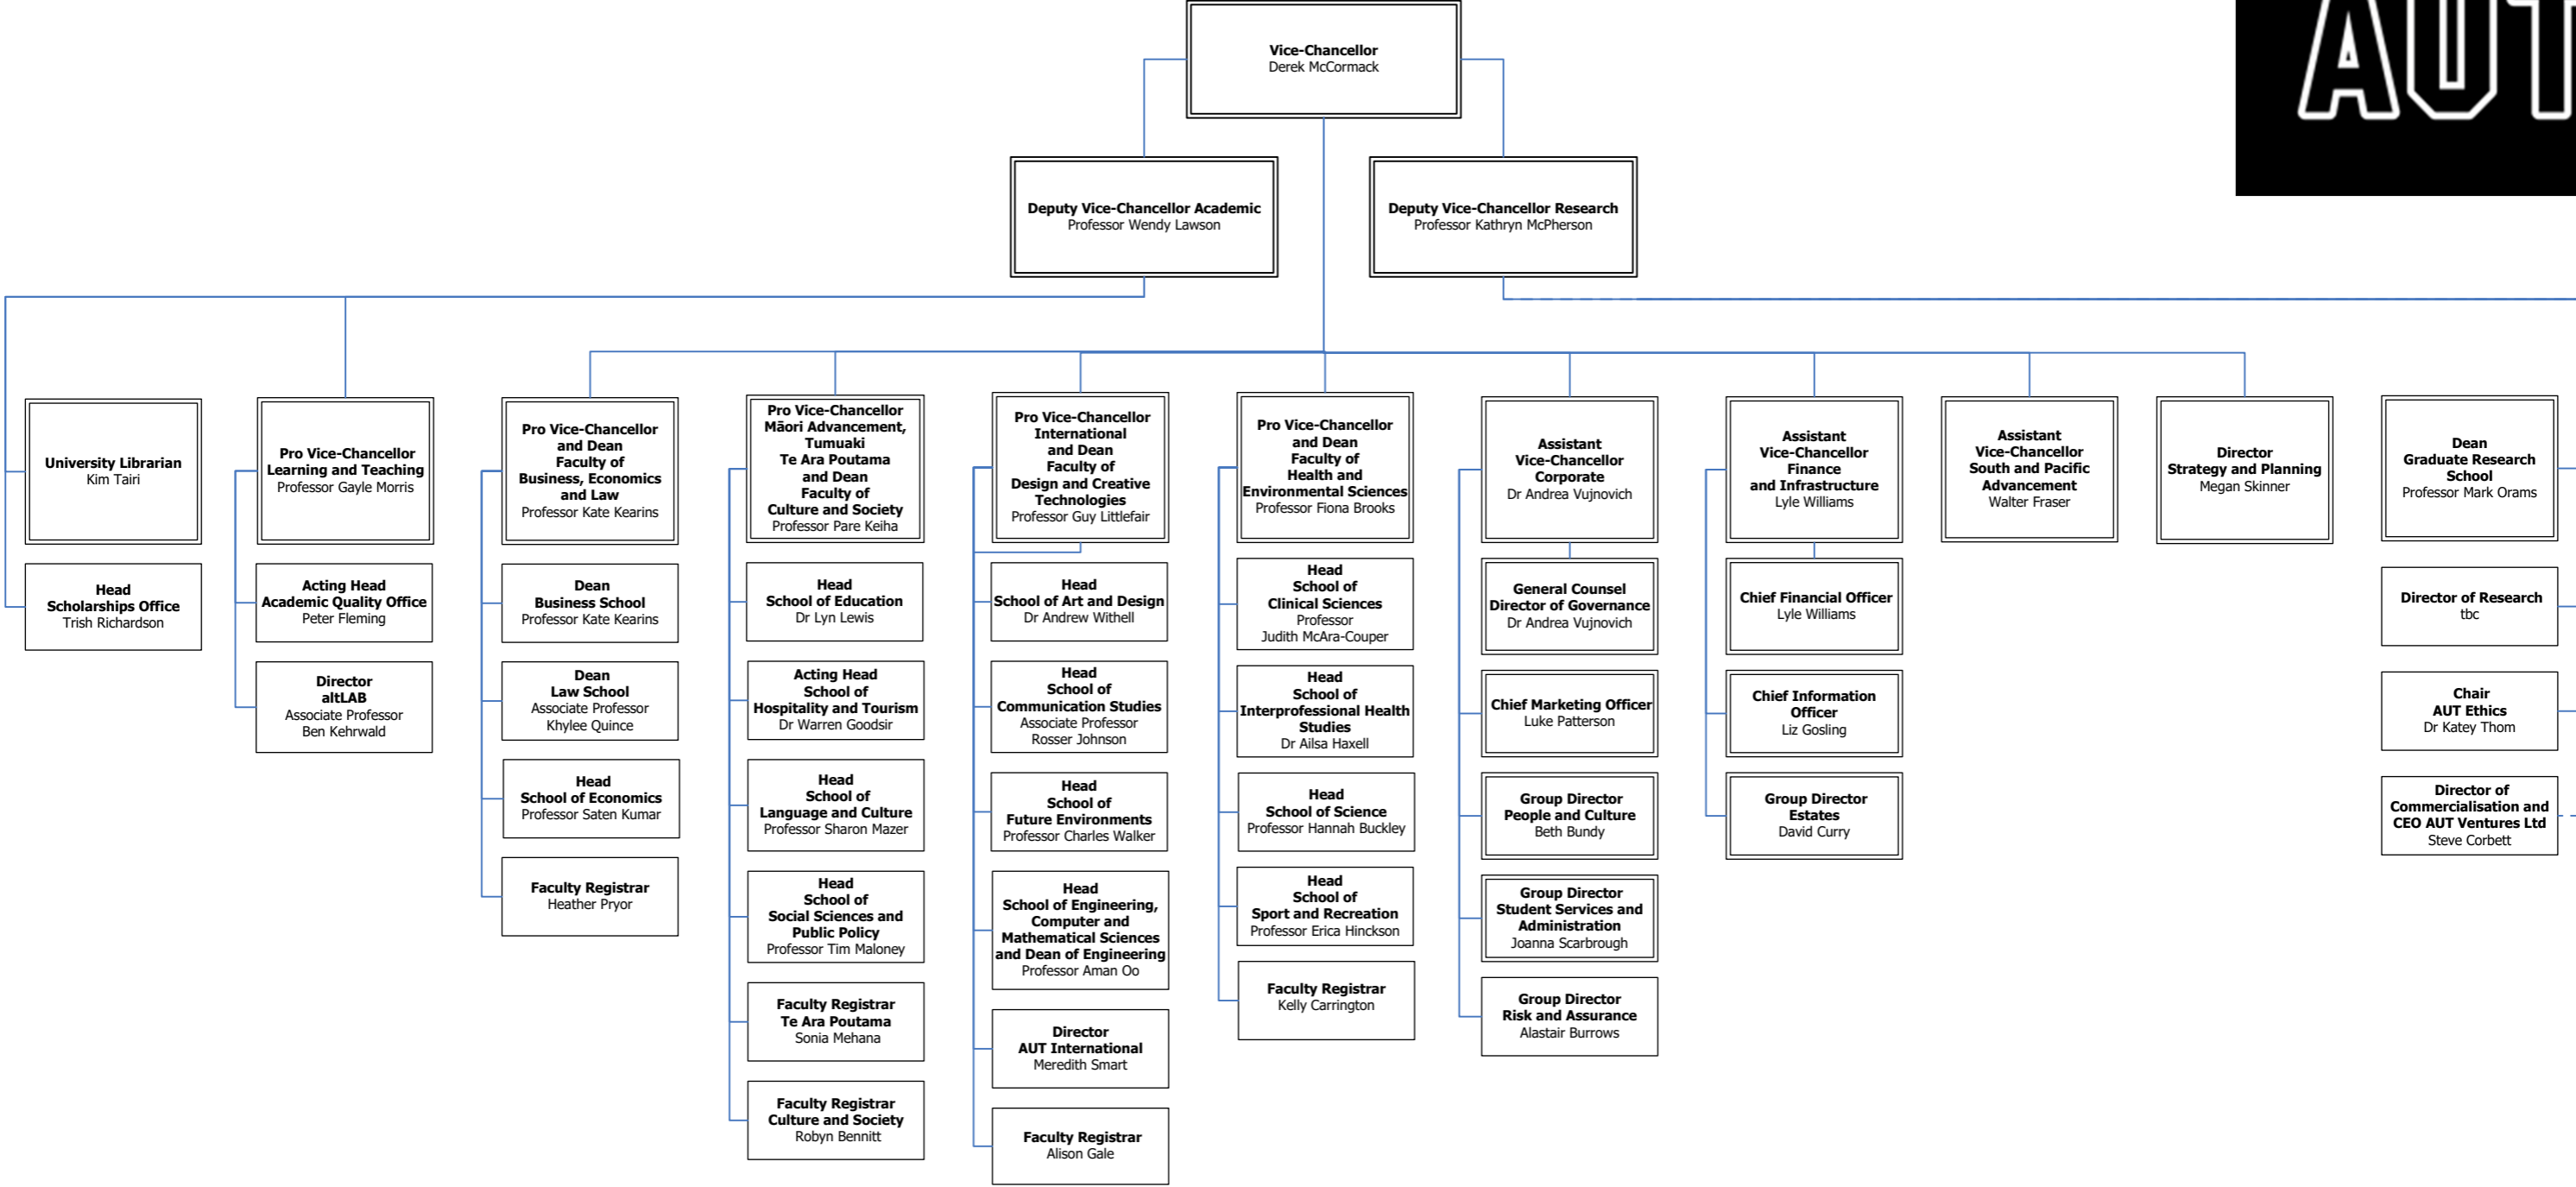 AUT
Vice-Chancellor
Derek McCormack
Deputy Vice-Chancellor Academic
Professor Wendy Lawson
Deputy Vice-Chancellor Research
Professor Kathryn McPherson
University Librarian
Kim Tairi
Head
Scholarships Office
Trish Richardson
Pro Vice-Chancellor
Learning and Teaching
Professor Gayle Morris
Acting Head
Academic Quality Office
Peter Fleming
Director
altLAB
Associate Professor
Ben Kehrwald
Pro Vice-Chancellor
and Dean
Faculty of
Business, Economics
and Law
Professor Kate Kearins
Dean
Business School
Professor Kate Kearins
Dean
Law School
Associate Professor
Khylee Quince
Head
School of Economics
Professor Saten Kumar
Faculty Registrar
Heather Pryor
Pro Vice-Chancellor
Māori Advancement,
Tumuaki
Te Ara Poutama
and Dean
Faculty of
Culture and Society
Professor Pare Keiha
Head
School of Education
Dr Lyn Lewis
Acting Head
School of
Hospitality and Tourism
Dr Warren Goodsir
Head
School of
Language and Culture
Professor Sharon Mazer
Head
School of
Social Sciences and
Public Policy
Professor Tim Maloney
Faculty Registrar
Te Ara Poutama
Sonia Mehana
Faculty Registrar
Culture and Society
Robyn Bennitt
Pro Vice-Chancellor
International
and Dean
Faculty of
Design and Creative
Technologies
Professor Guy Littlefair
Head
School of Art and Design
Dr Andrew Withell
Head
School of
Communication Studies
Associate Professor
Rosser Johnson
Head
School of
Future Environments
Professor Charles Walker
Head
School of Engineering,
Computer and
Mathematical Sciences
and Dean of Engineering
Professor Aman Oo
Director
AUT International
Meredith Smart
Faculty Registrar
Alison Gale
Pro Vice-Chancellor
and Dean
Faculty of
Health and
Environmental Sciences
Professor Fiona Brooks
Head
School of
Clinical Sciences
Professor
Judith McAra-Couper
Head
School of
Interprofessional Health
Studies
Dr Ailsa Haxell
Head
School of Science
Professor Hannah Buckley
Head
School of
Sport and Recreation
Professor Erica Hinckson
Faculty Registrar
Kelly Carrington
Assistant
Vice-Chancellor
Corporate
Dr Andrea Vujnovich
General Counsel
Director of Governance
Dr Andrea Vujnovich
Chief Marketing Officer
Luke Patterson
Group Director
People and Culture
Beth Bundy
Group Director
Student Services and
Administration
Joanna Scarbrough
Group Director
Risk and Assurance
Alastair Burrows
Assistant
Vice-Chancellor
Finance
and Infrastructure
Lyle Williams
Chief Financial Officer
Lyle Williams
Chief Information
Officer
Liz Gosling
Group Director
Estates
David Curry
Assistant
Vice-Chancellor
South and Pacific
Advancement
Walter Fraser
Director
Strategy and Planning
Megan Skinner
Dean
Graduate Research
School
Professor Mark Orams
Director of Research
tbc
Chair
AUT Ethics
Dr Katey Thom
Director of
Commercialisation and
CEO AUT Ventures Ltd
Steve Corbett